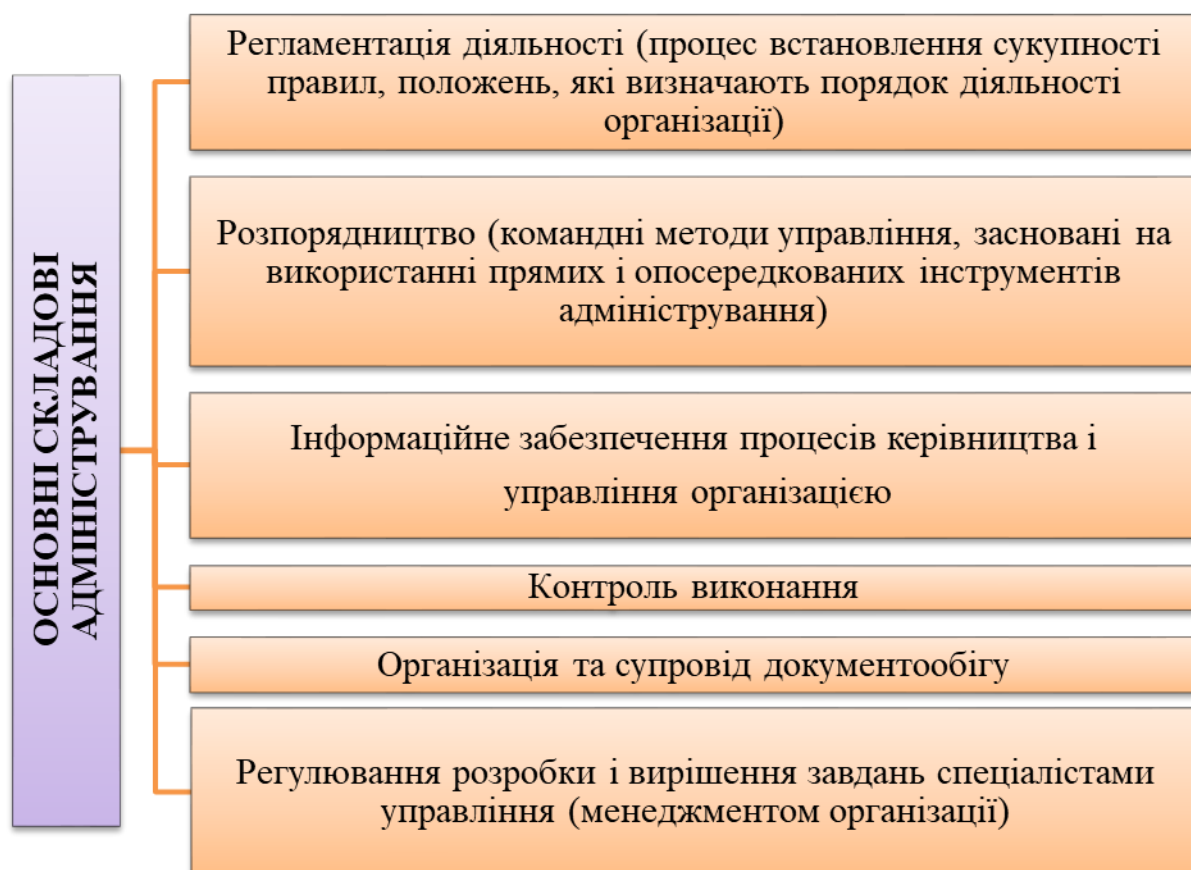 ОСНОВНІ СКЛАДОВІ
АДМІНІСТРУВАННЯ
Регламентація діяльності (процес встановлення сукупності
правил, положень, які визначають порядок діяльності
організації)
Розпорядництво (командні методи управління, засновані на
використанні прямих і опосередкованих інструментів
адміністрування)
Інформаційне забезпечення процесів керівництва і
управління організацією
Контроль виконання
Організація та супровід документообігу
Регулювання розробки і вирішення завдань спеціалістами
управління (менеджментом організації)